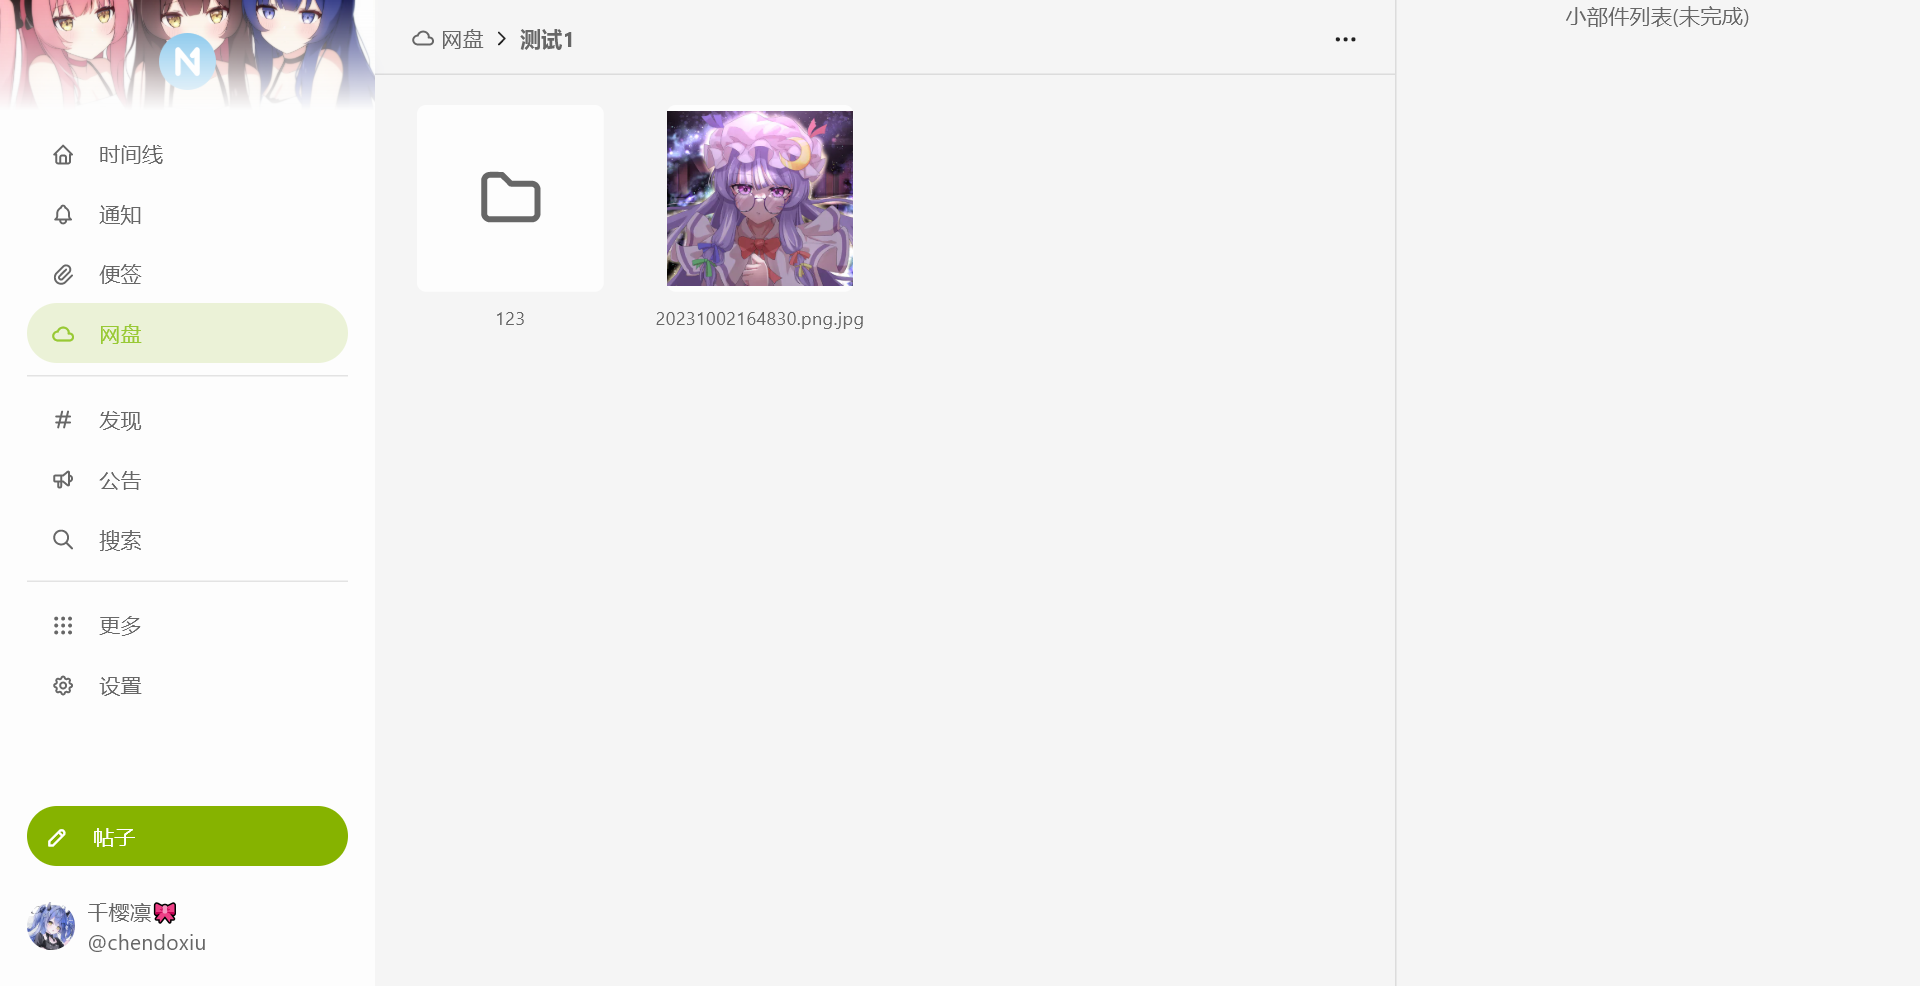 时间线
通知
便签
网盘
发现
公告
搜索
更多
设置
帖子
千樱凛🎀
@chendoxiu
网盘 > 测试1
123
20231002164830.png.jpg
小部件列表(未完成)